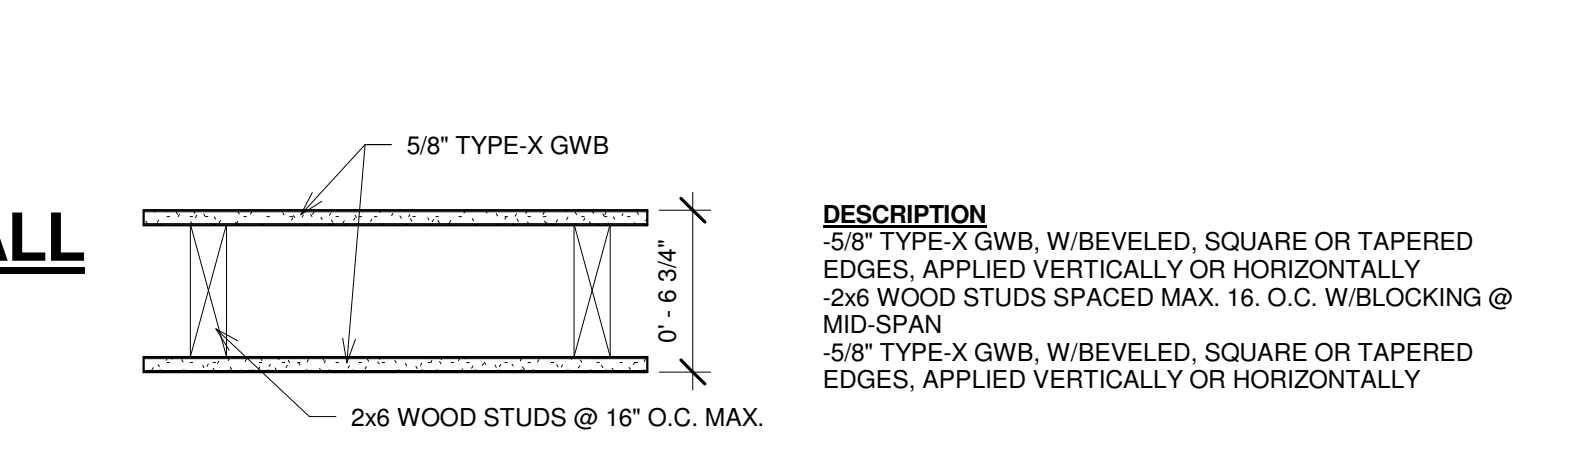 5/8" TYPE-X GWB
ALL
0' - 6 3/4"
2x6 WOOD STUDS @ 16" O.C. MAX.
DESCRIPTION
-5/8" TYPE-X GWB, W/BEVELED, SQUARE OR TAPERED
EDGES, APPLIED VERTICALLY OR HORIZONTALLY
-2x6 WOOD STUDS SPACED MAX. 16. O.C. W/BLOCKING @
MID-SPAN
-5/8" TYPE-X GWB, W/BEVELED, SQUARE OR TAPERED
EDGES, APPLIED VERTICALLY OR HORIZONTALLY